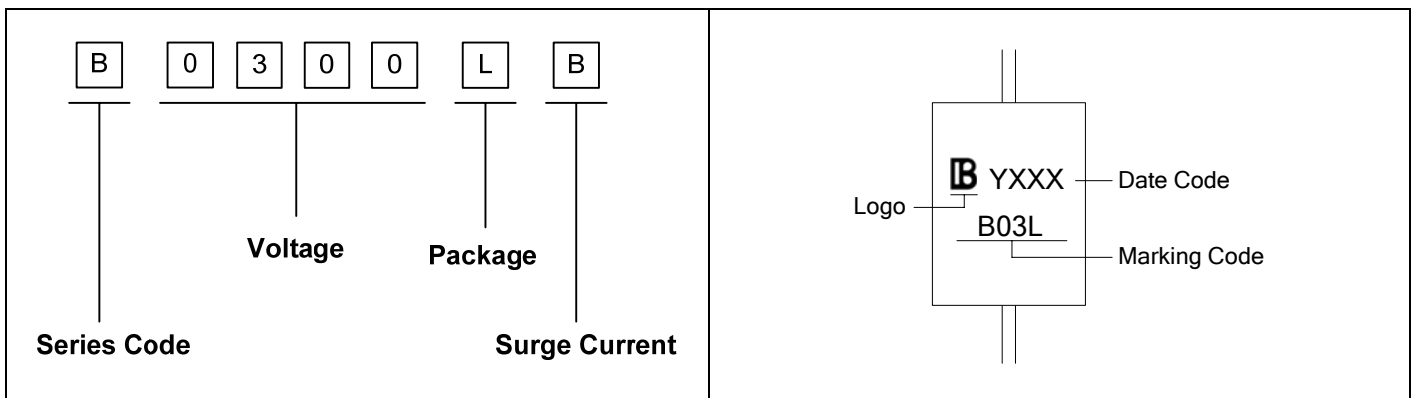 B 0 3 0 0 L B
Voltage
Package
Series Code
Surge Current
B YXXX
Date Code
Logo
B03L
Marking Code